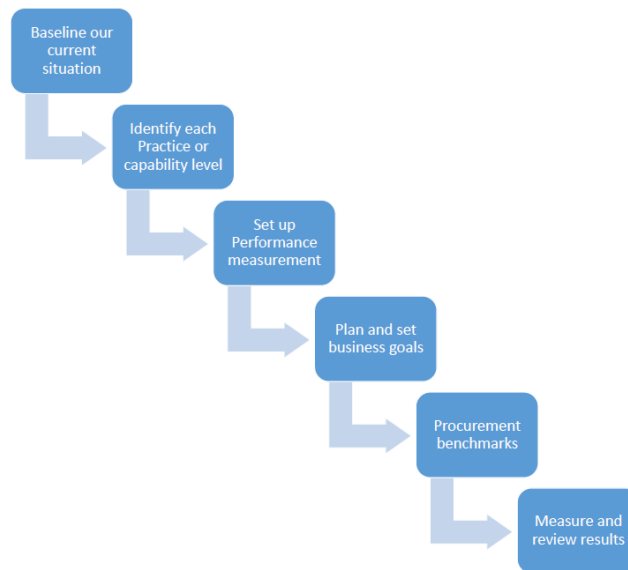 Baseline our
current
situation
Identify each
Practice or
capability level
Set up
Performance
measurement
Plan and set
business goals
Procurement
benchmarks
Measure and
review results